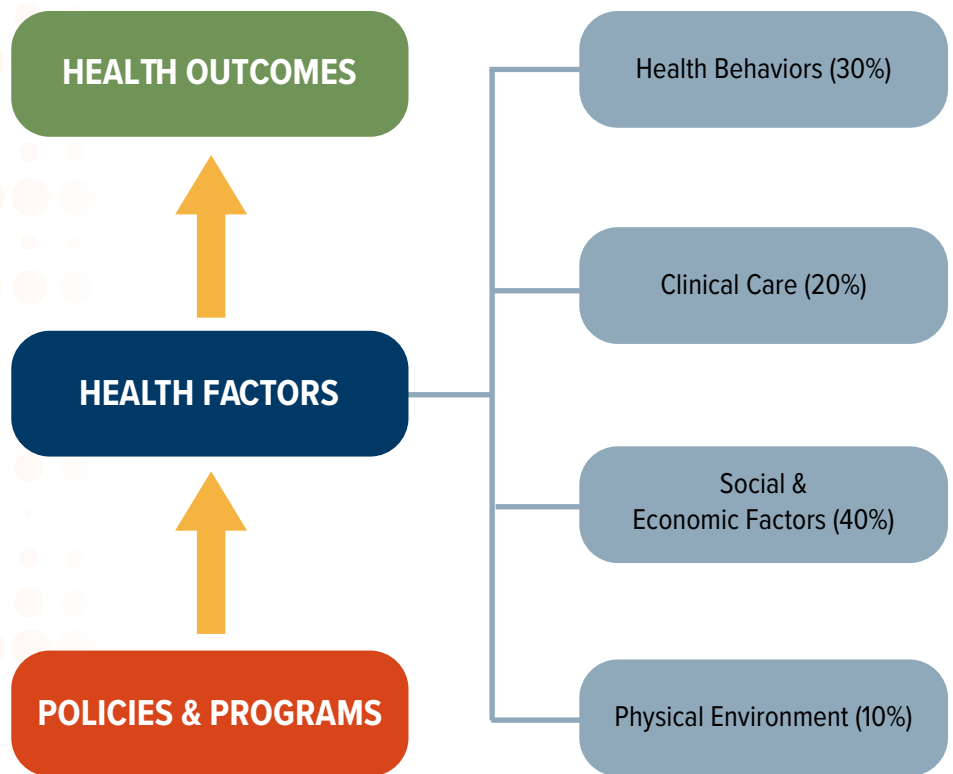 HEALTH OUTCOMES
HEALTH FACTORS
POLICIES & PROGRAMS
Health Behaviors (30%)
Clinical Care (20%)
Social &
Economic Factors (40%)
Physical Environment (10%)